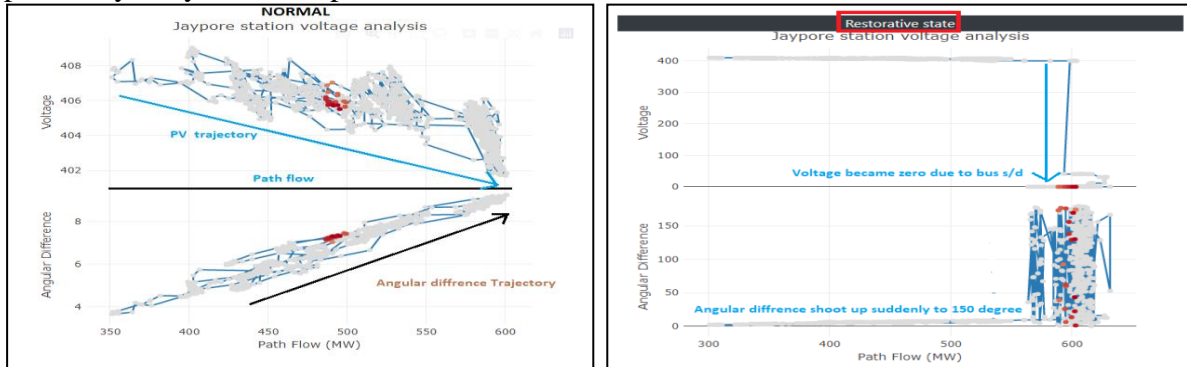 NORMAL
Jaypore station voltage analysis
408
406
404
402
Voltage
PV trajectory
Path flow
8
6
4
Angular Difference
Angular diffrence Trajectory
350
400
450
500
550
600
Path Flow (MW)
Restorative state
Jaypore station voltage analysis
400
300
200
100
0
Voltage
Voltage became zero due to bus s/d
150
100
50
0
Angular Difference
Angular diffrence shoot up suddenly to 150 degree
300
400
500
600
Path Flow (MW)